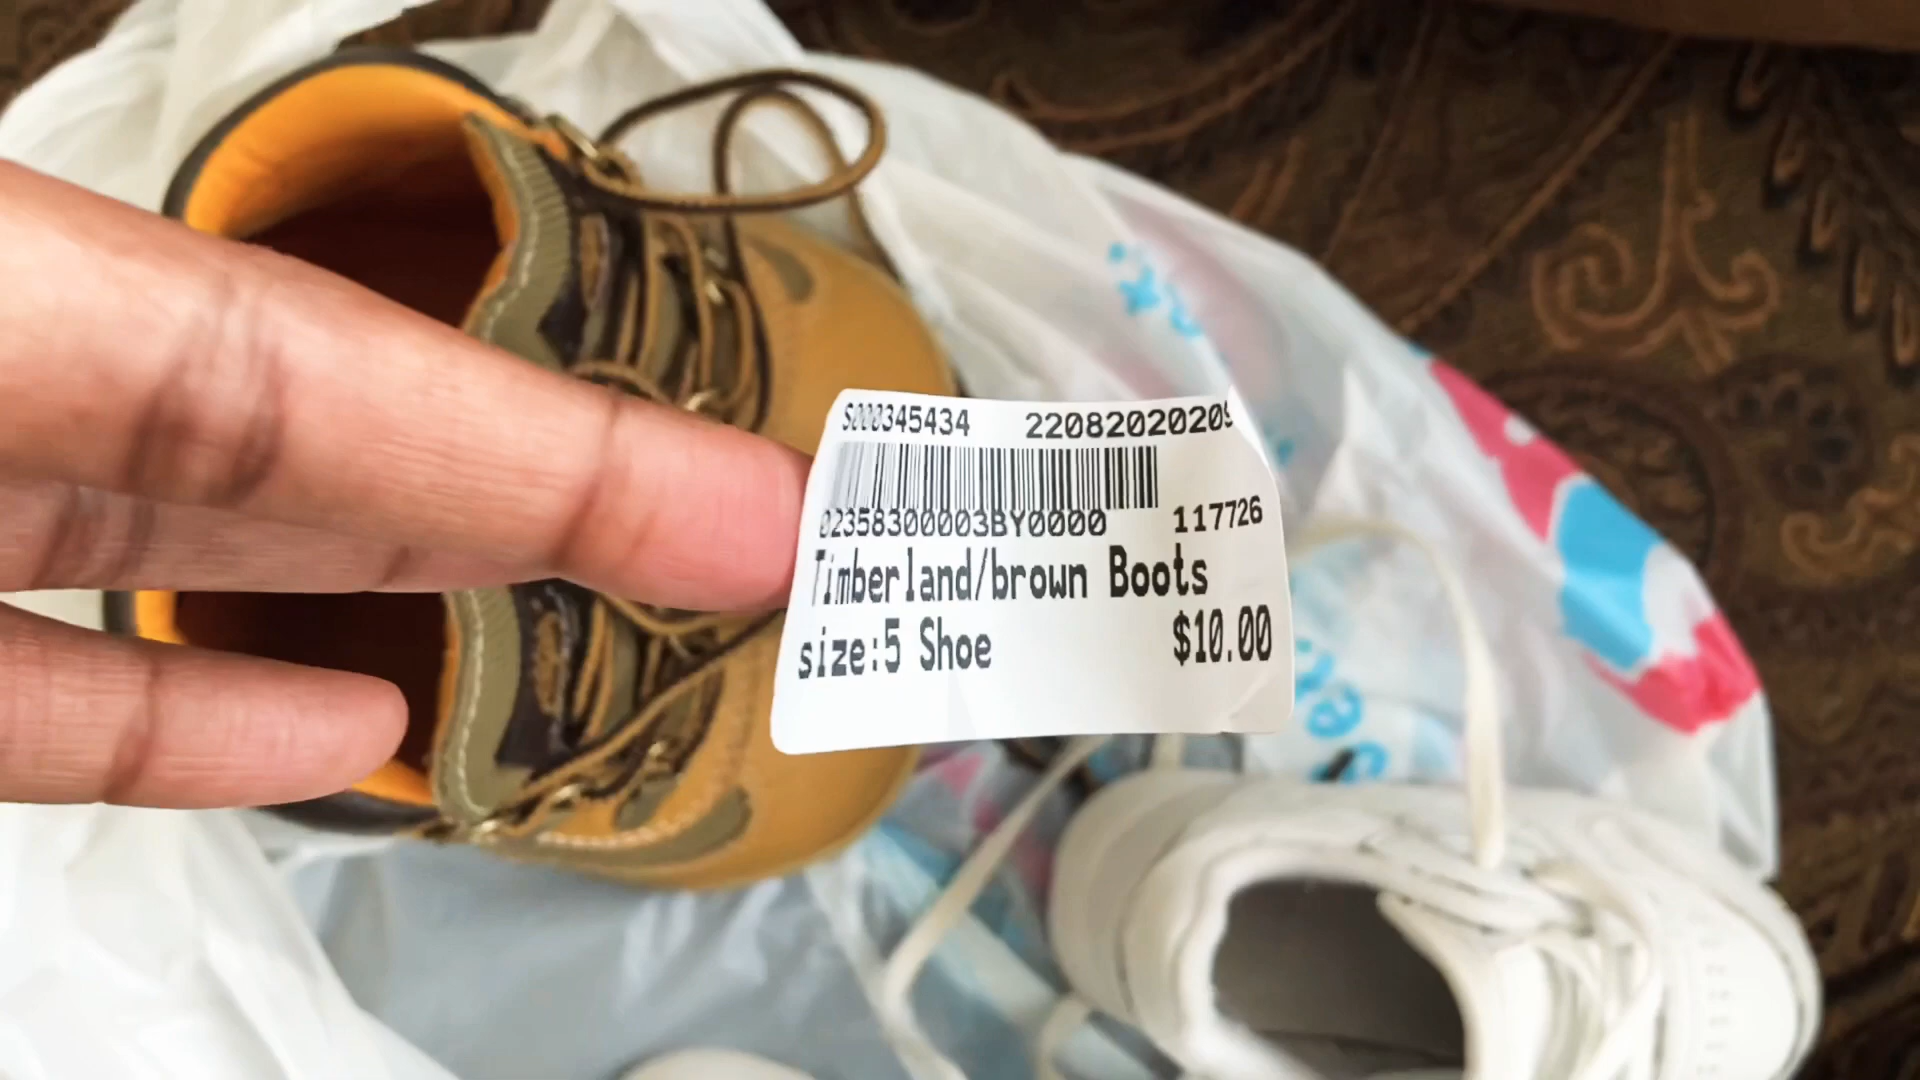 S000345434 22082020209
02358300003BY0000 117726
Timberland/brown Boots
size:5 Shoe $10.00